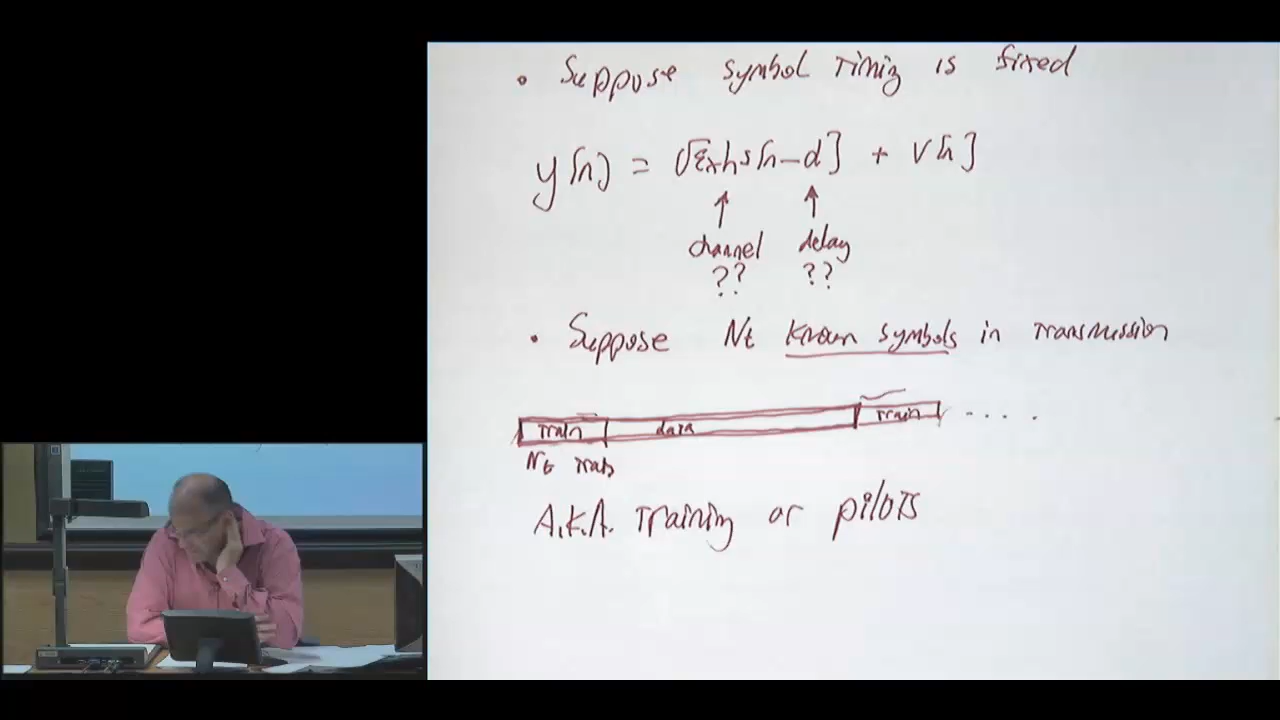 • Suppose symbol timing is fixed
y[n] = √Ex h s[n-d] + v[n]
↑ ↑
channel delay
?? ??
• Suppose Nt known symbols in transmission
train data train ....
Nt
A.K.A. Training or pilots